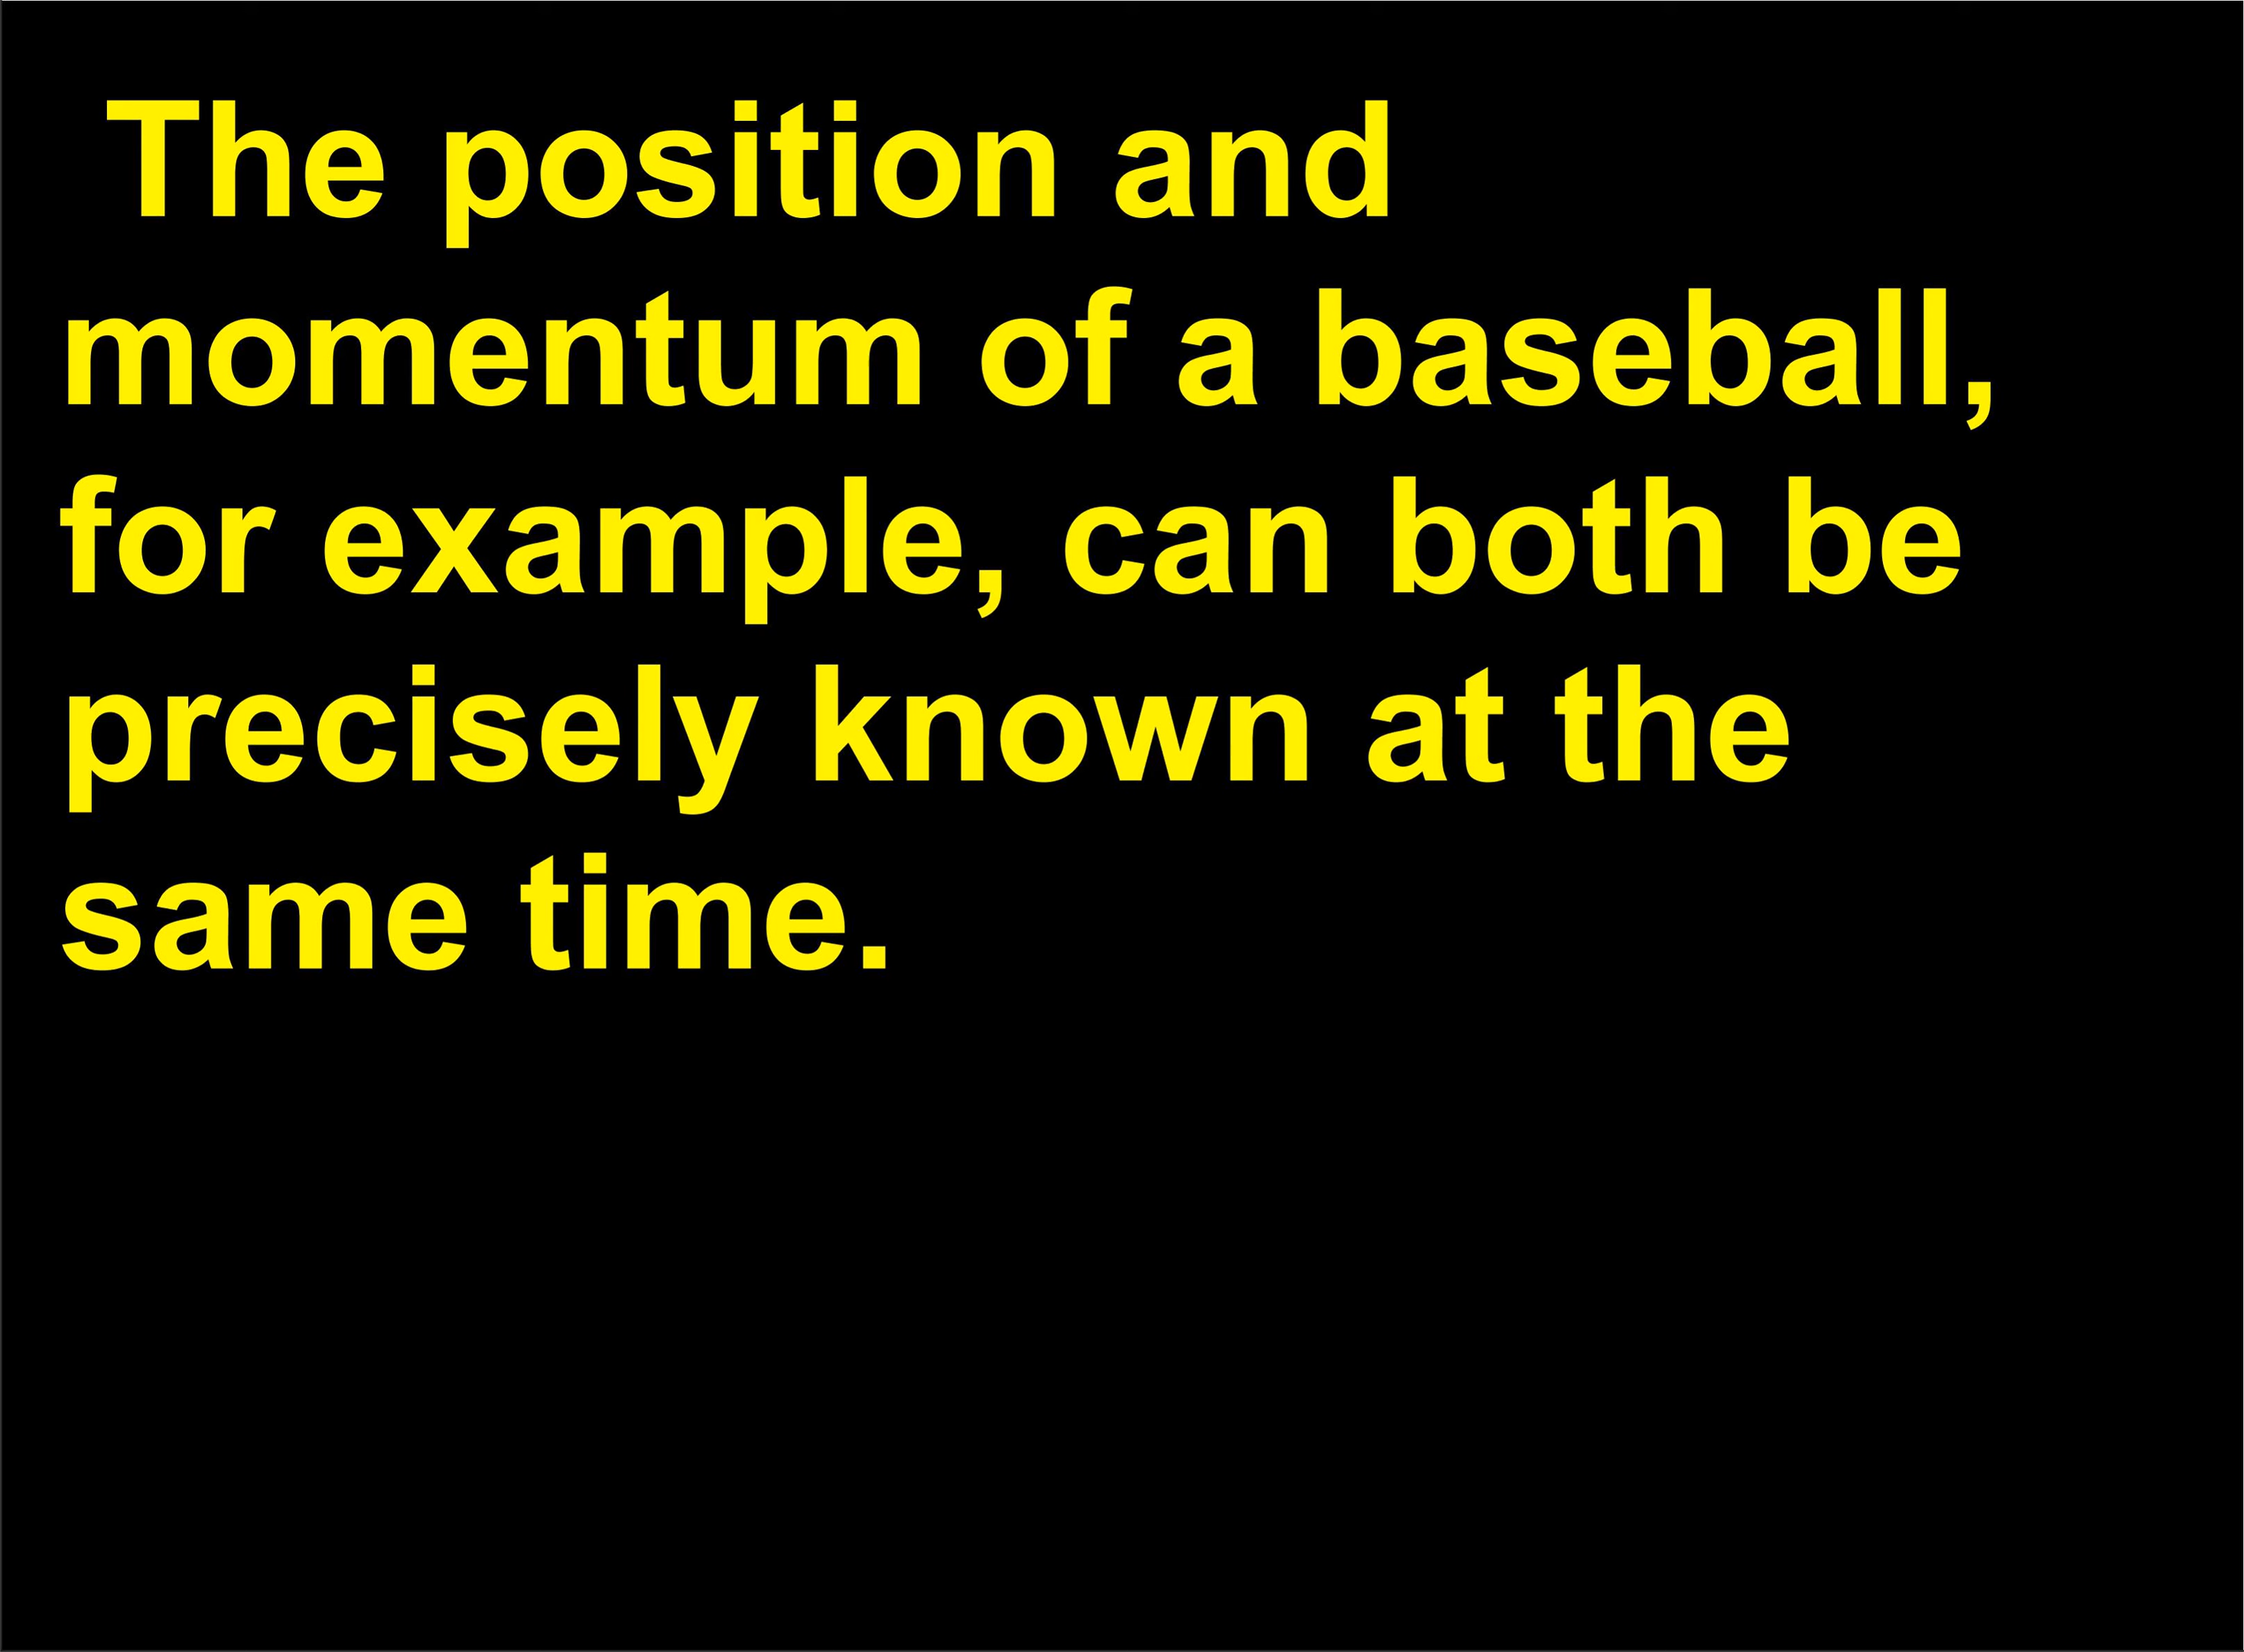 The position and
momentum of a baseball,
for example, can both be
precisely known at the
same time.